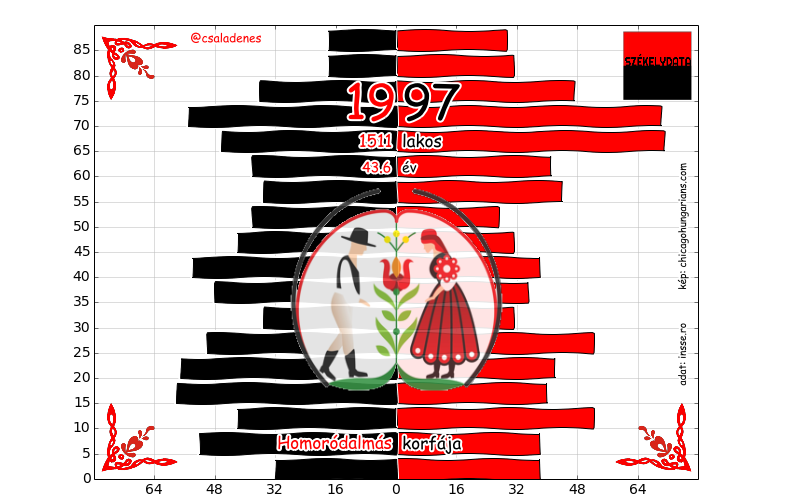 @csaladenes
SZÉKELYDATA
1997
1511 lakos
43.6 év
kép: chicagohungarians.com
adat: insse.ro
Homoródalmás korfája
85
80
75
70
65
60
55
50
45
40
35
30
25
20
15
10
5
0
64 48 32 16 0 16 32 48 64